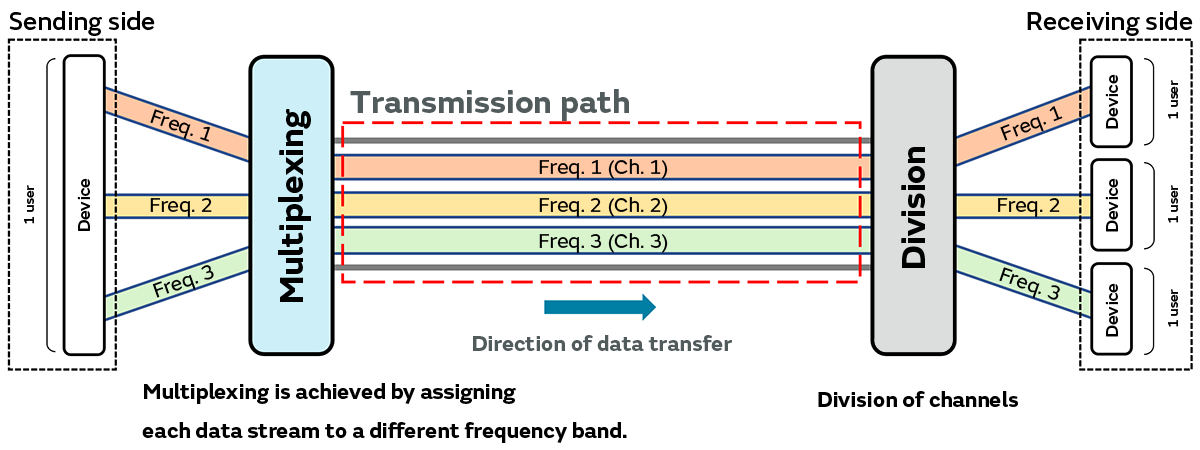 Sending side
Receiving side
Transmission path
1 user
Device
Freq. 1
Freq. 2
Freq. 3
Multiplexing
Freq. 1 (Ch. 1)
Freq. 2 (Ch. 2)
Freq. 3 (Ch. 3)
Direction of data transfer
Division
Freq. 1
Freq. 2
Freq. 3
Device
1 user
Device
1 user
Device
1 user
Multiplexing is achieved by assigning
each data stream to a different frequency band.
Division of channels